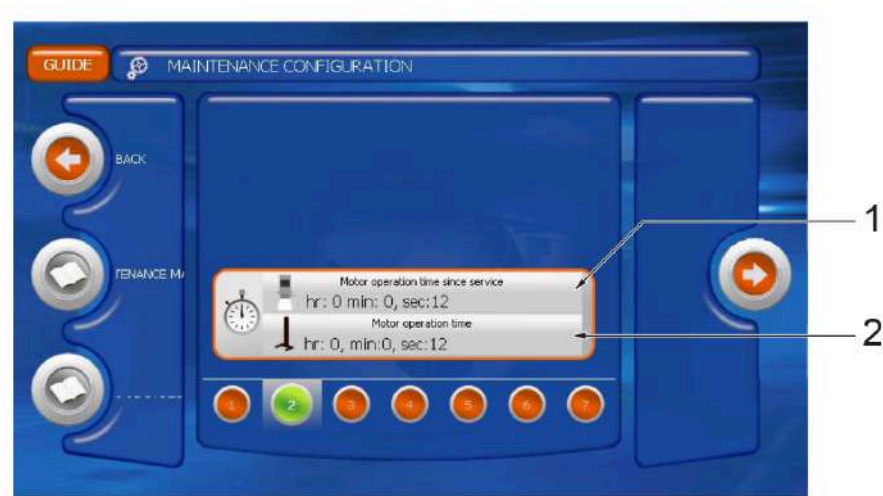 GUIDE
MAINTENANCE CONFIGURATION
BACK
TENANCE MA
Motor operation time since service
hr: 0 min: 0, sec:12
Motor operation time
hr: 0, min:0, sec:12
1 2 3 4 5 6 7
1
2